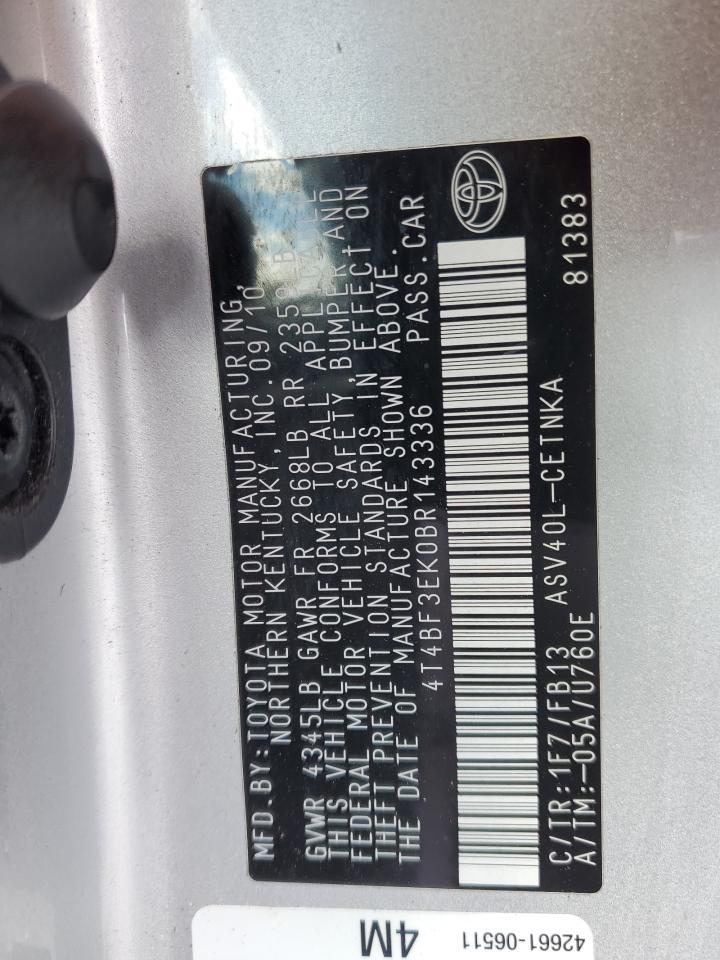 MFD.BY:TOYOTA MOTOR MANUFACTURING,
NORTHERN KENTUCKY,INC.09/10
GVWR 4345LB GAWR FR 2668LB RR
THIS VEHICLE CONFORMS TO ALL APPLICABLE
FEDERAL MOTOR VEHICLE SAFETY,BUMPER,AND
THEFT PREVENTION STANDARDS IN EFFECT ON
THE DATE OF MANUFACTURE SHOWN ABOVE.
4T4BF3EK0BR143336 PASS.CAR
C/TR:1F7/FB13 ASV40L-CETNKA 81383
A/TM:-05A/U760E
4M
42661-06511